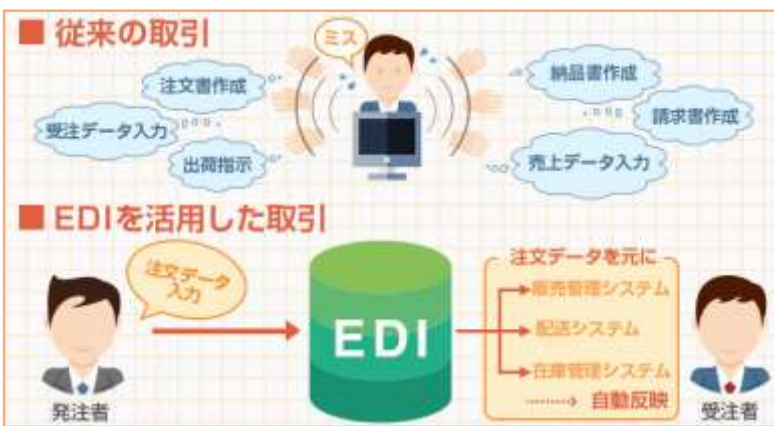 ■ 従来の取引
ミス
注文書作成
受注データ入力
出荷指示
納品書作成
請求書作成
売上データ入力
■ EDIを活用した取引
注文データ
入力
発注者
EDI
注文データを元に
販売管理システム
配送システム
在庫管理システム
自動反映
受注者